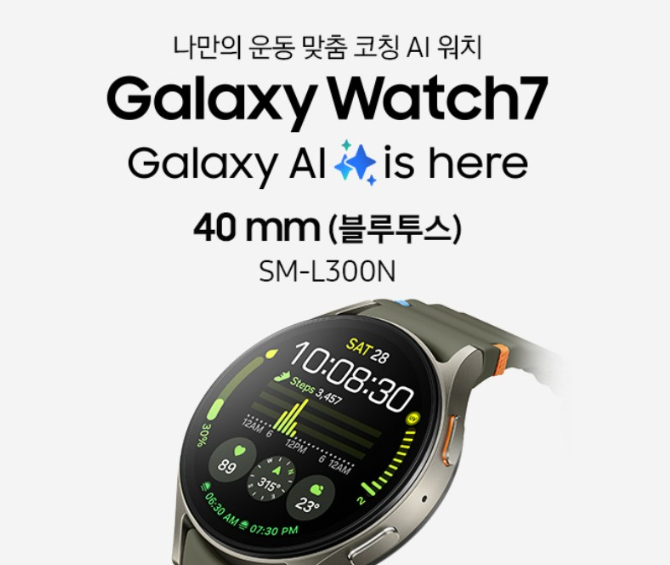 나만의 운동 맞춤 코칭 AI 워치
Galaxy Watch7
Galaxy AI is here
40 mm (블루투스)
SM-L300N
SAT 28
10:08:30
Steps 3,457
12AM 6 12PM 6 12AM
30%
89
315°
23°
2
06:30 AM 07:30 PM